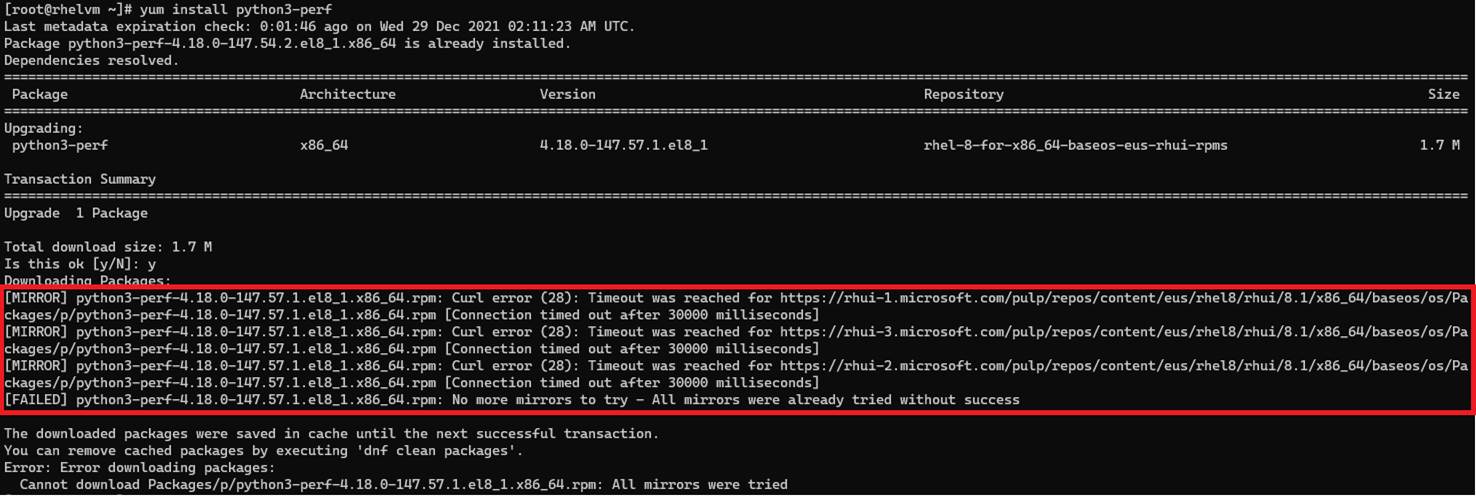 [root@rhelvm ~]# yum install python3-perf
Last metadata expiration check: 0:01:46 ago on Wed 29 Dec 2021 02:11:23 AM UTC.
Package python3-perf-4.18.0-147.54.2.el8_1.x86_64 is already installed.
Dependencies resolved.
================================================================================
Package Architecture Version Repository Size
================================================================================
Upgrading:
python3-perf x86_64 4.18.0-147.57.1.el8_1 rhel-8-for-x86_64-baseos-eus-rhui-rpms 1.7 M
Transaction Summary
================================================================================
Upgrade  1 Package
Total download size: 1.7 M
Is this ok [y/N]: y
Downloading Packages:
[MIRROR] python3-perf-4.18.0-147.57.1.el8_1.x86_64.rpm: Curl error (28): Timeout was reached for https://rhui-1.microsoft.com/pulp/repos/content/eus/rhel8/rhui/8.1/x86_64/baseos/os/Pa
ckages/p/python3-perf-4.18.0-147.57.1.el8_1.x86_64.rpm [Connection timed out after 30000 milliseconds]
[MIRROR] python3-perf-4.18.0-147.57.1.el8_1.x86_64.rpm: Curl error (28): Timeout was reached for https://rhui-3.microsoft.com/pulp/repos/content/eus/rhel8/rhui/8.1/x86_64/baseos/os/Pa
ckages/p/python3-perf-4.18.0-147.57.1.el8_1.x86_64.rpm [Connection timed out after 30000 milliseconds]
[MIRROR] python3-perf-4.18.0-147.57.1.el8_1.x86_64.rpm: Curl error (28): Timeout was reached for https://rhui-2.microsoft.com/pulp/repos/content/eus/rhel8/rhui/8.1/x86_64/baseos/os/Pa
ckages/p/python3-perf-4.18.0-147.57.1.el8_1.x86_64.rpm [Connection timed out after 30000 milliseconds]
[FAILED] python3-perf-4.18.0-147.57.1.el8_1.x86_64.rpm: No more mirrors to try - All mirrors were already tried without success
The downloaded packages were saved in cache until the next successful transaction.
You can remove cached packages by executing 'dnf clean packages'.
Error: Error downloading packages:
  Cannot download Packages/p/python3-perf-4.18.0-147.57.1.el8_1.x86_64.rpm: All mirrors were tried